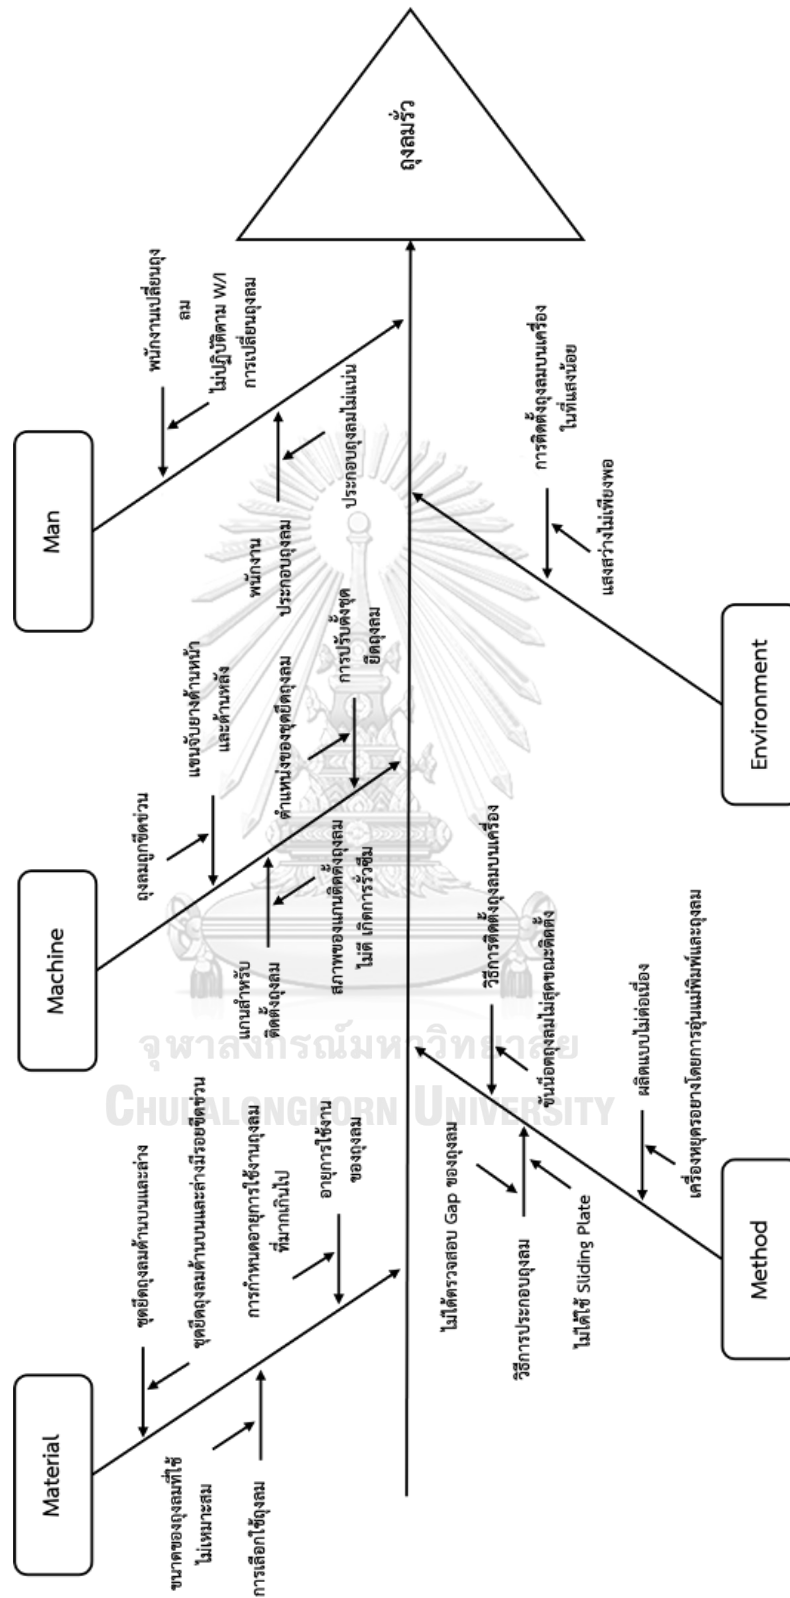 Material
Machine
Man
ชุดยึดถุงลมด้านบนและล่าง
ชุดยึดถุงลมด้านบนและล่างมีรอยขีดข่วน
ขนาดของถุงลมที่ใช้
ไม่เหมาะสม
การเลือกใช้ถุงลม
การกำหนดอายุการใช้งานถุงลม
ที่มากเกินไป
อายุการใช้งาน
ของถุงลม
ถุงลมถูกขีดข่วน
แขนจับยางด้านหน้า
และด้านหลัง
แกนสำหรับ
ติดตั้งถุงลม
สภาพของแกนติดตั้งถุงลม
ไม่ดี เกิดการรั่วซึม
ตำแหน่งของชุดยึดถุงลม
การปรับตั้งชุด
ยึดถุงลม
พนักงานเปลี่ยนถุง
ลม
ไม่ปฏิบัติตาม W/I
การเปลี่ยนถุงลม
พนักงาน
ประกอบถุงลม
ประกอบถุงลมไม่แน่น
ถุงลมรั่ว
ไม่ได้ตรวจสอบ Gap ของถุงลม
วิธีการประกอบถุงลม
ไม่ได้ใช้ Sliding Plate
วิธีการติดตั้งถุงลมบนเครื่อง
ขันน็อตถุงลมไม่สุดขณะติดตั้ง
ผลิตแบบไม่ต่อเนื่อง
เครื่องหยุดรอยางโดยการอุ่นแม่พิมพ์และถุงลม
การติดตั้งถุงลมบนเครื่อง
ในที่แสงน้อย
แสงสว่างไม่เพียงพอ
Method
Environment
จุฬาลงกรณ์มหาวิทยาลัย
CHULALONGKORN UNIVERSITY